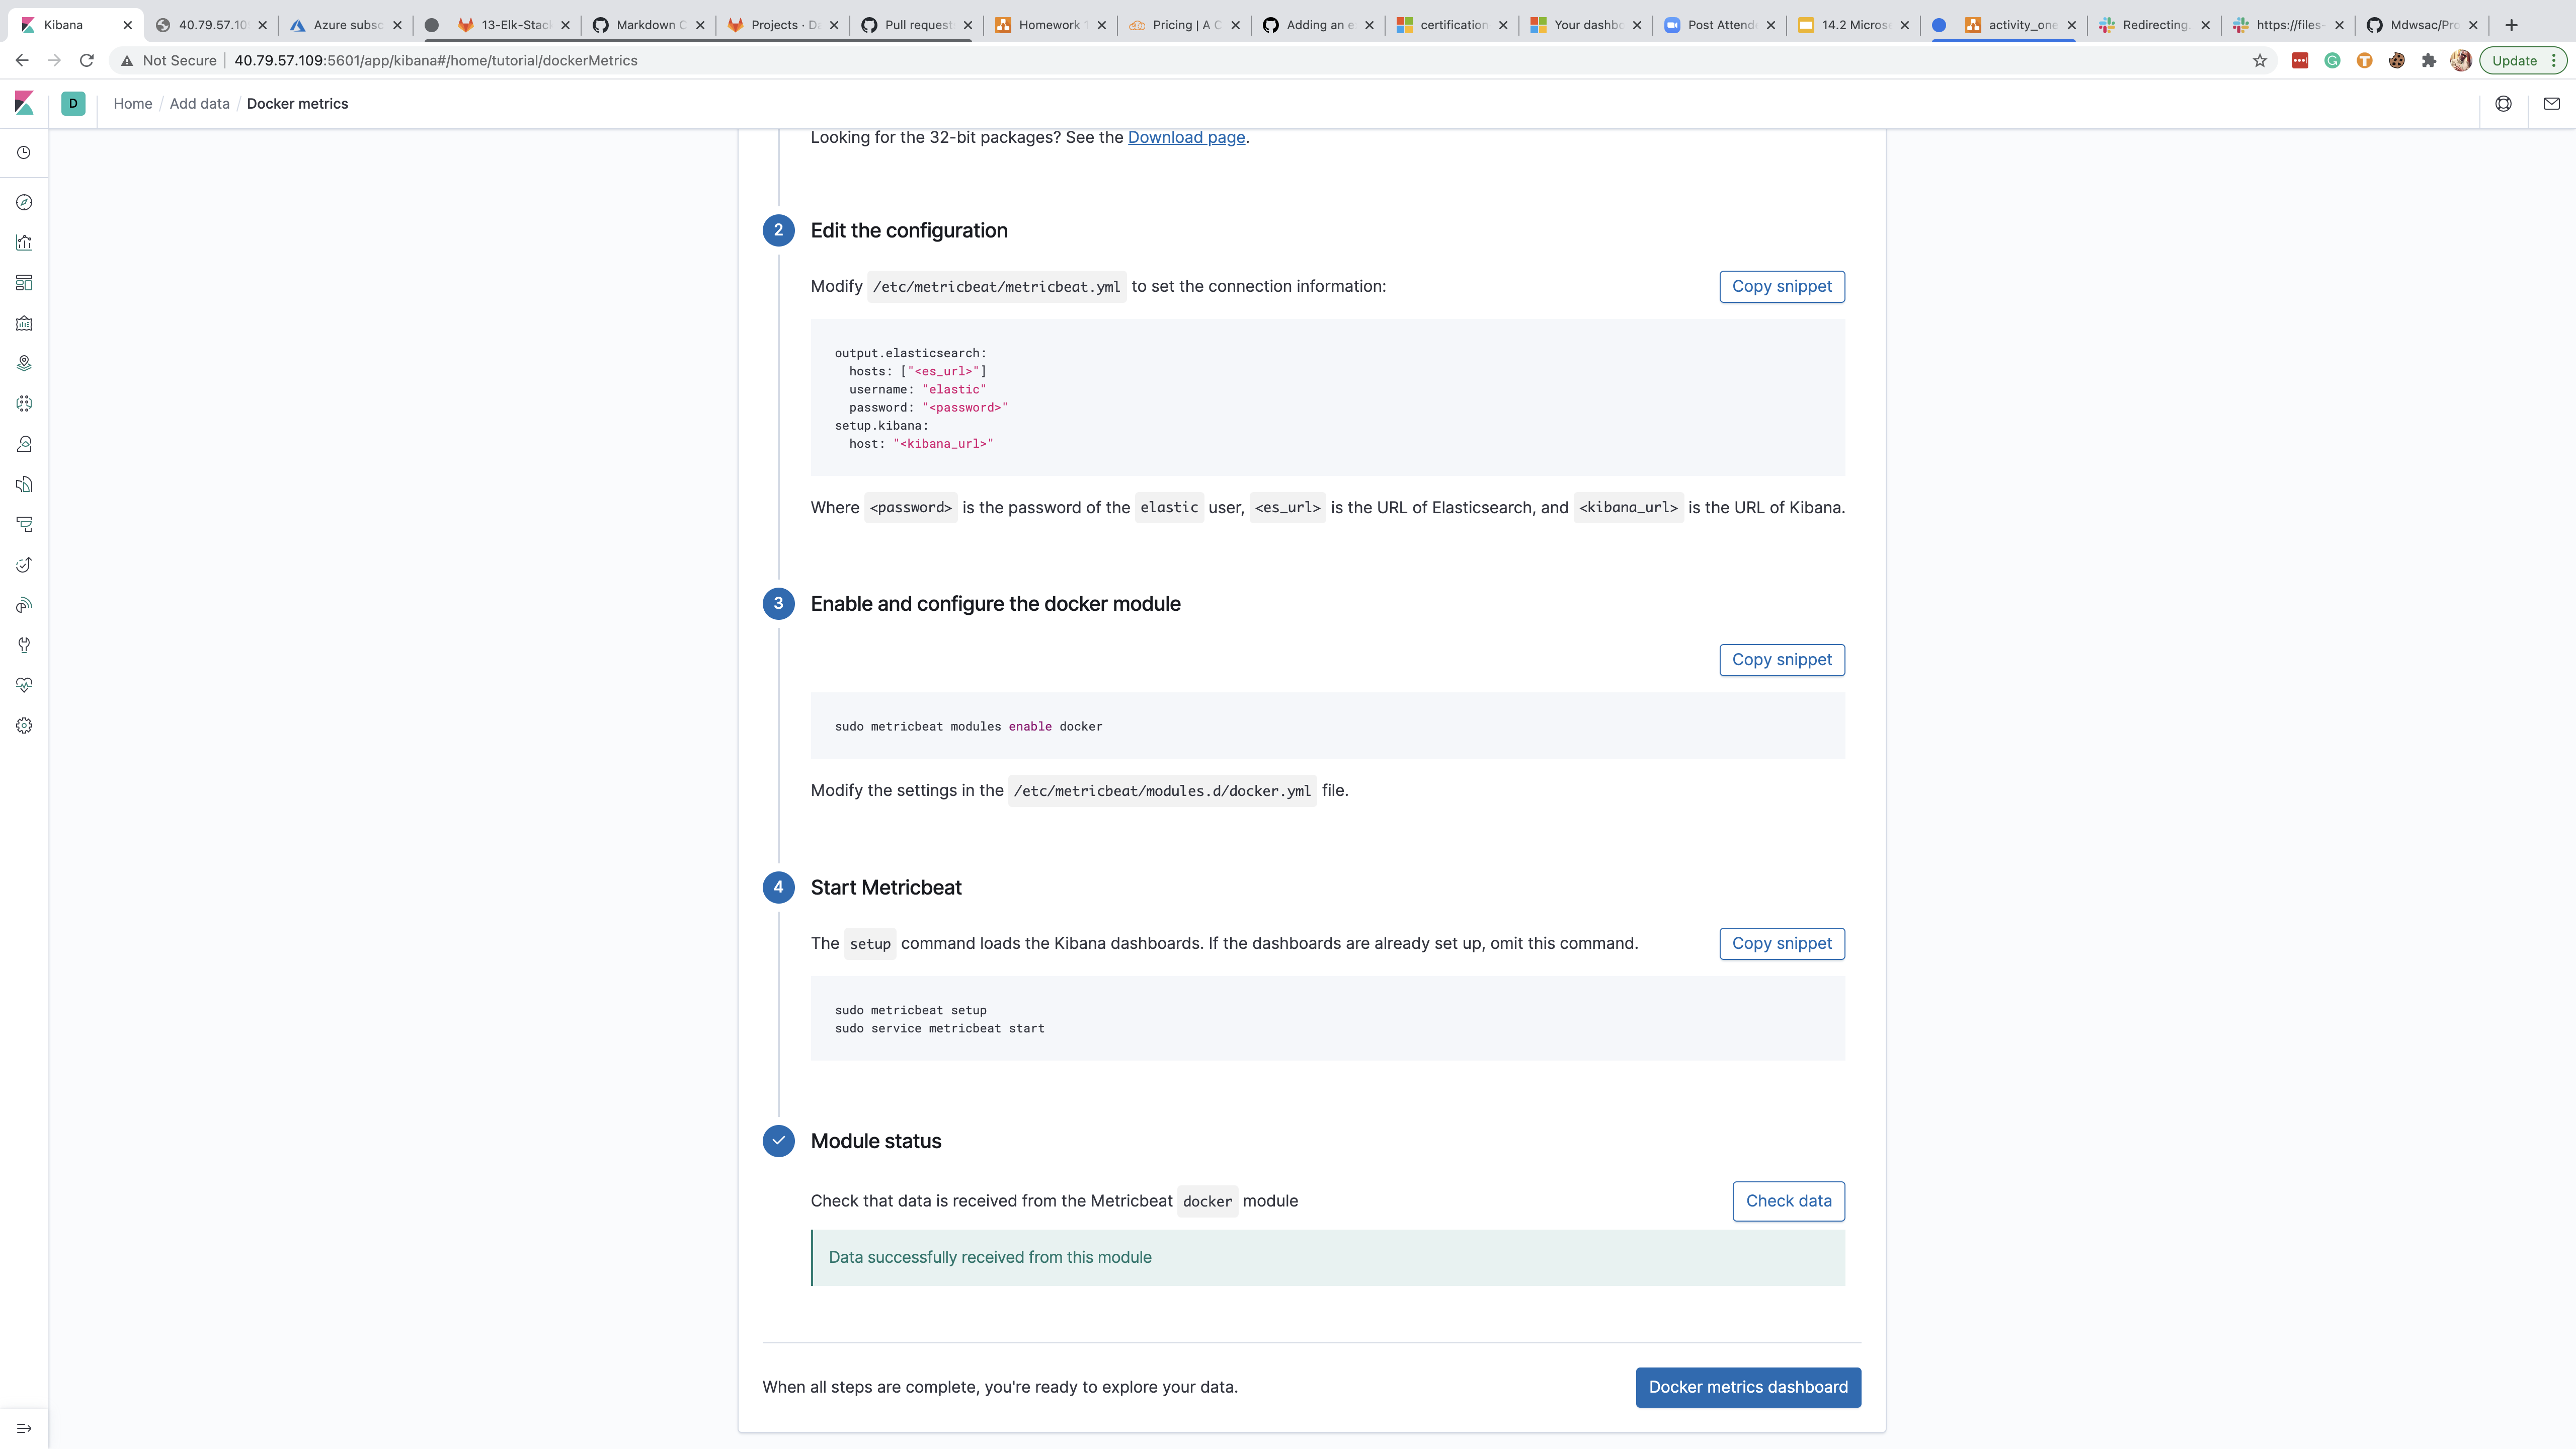 Kibana
40.79.57.10
Azure subsc
13-Elk-Stack
Markdown C
Projects · Da
Pull request
Homework 1
Pricing | A C
Adding an e
certification
Your dashbo
Post Attende
14.2 Microso
activity_one
Redirecting.
https://files-
Mdwsac/Pro
Not Secure
40.79.57.109:5601/app/kibana#/home/tutorial/dockerMetrics
Update
D
Home / Add data / Docker metrics
Looking for the 32-bit packages? See the Download page.
2
Edit the configuration
Modify /etc/metricbeat/metricbeat.yml to set the connection information:
Copy snippet
output.elasticsearch:
hosts: ["<es_url>"]
username: "elastic"
password: "<password>"
setup.kibana:
host: "<kibana_url>"
Where <password> is the password of the elastic user, <es_url> is the URL of Elasticsearch, and <kibana_url> is the URL of Kibana.
3
Enable and configure the docker module
Copy snippet
sudo metricbeat modules enable docker
Modify the settings in the /etc/metricbeat/modules.d/docker.yml file.
4
Start Metricbeat
The setup command loads the Kibana dashboards. If the dashboards are already set up, omit this command.
Copy snippet
sudo metricbeat setup
sudo service metricbeat start
Module status
Check that data is received from the Metricbeat docker module
Check data
Data successfully received from this module
When all steps are complete, you're ready to explore your data.
Docker metrics dashboard